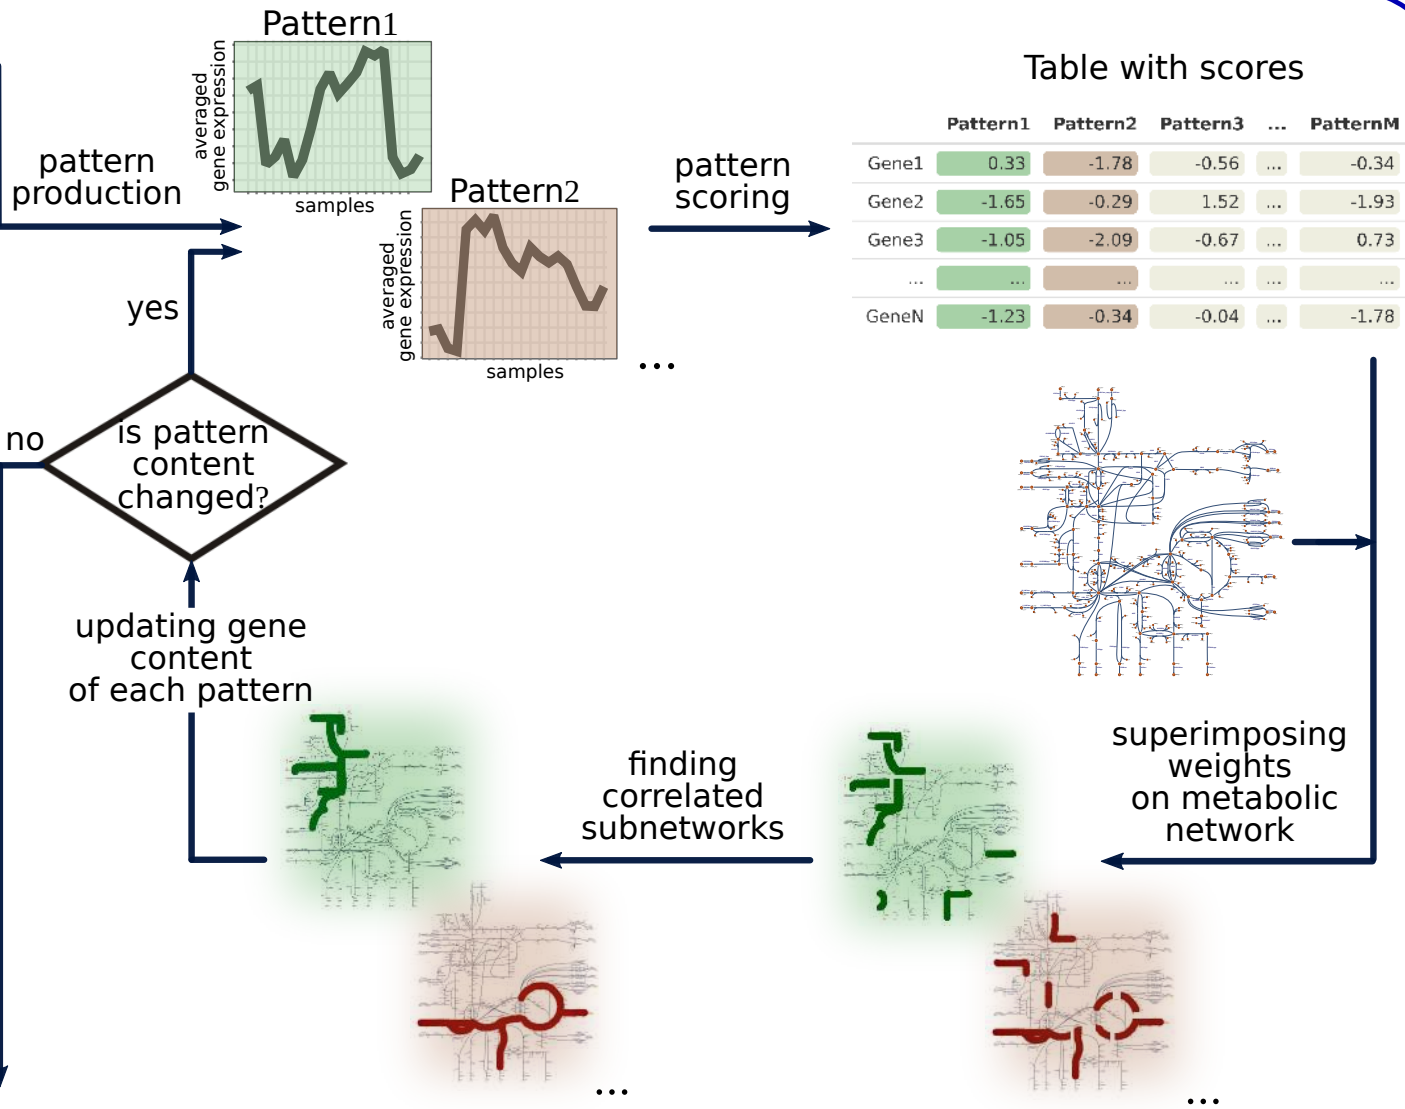 Pattern1
averaged
gene expression
samples
pattern
production
Pattern2
averaged
gene expression
samples
...
pattern
scoring
Table with scores
Pattern1 Pattern2 Pattern3 ... PatternM
Gene1 0.33 -1.78 -0.56 ... -0.34
Gene2 -1.65 -0.29 1.52 ... -1.93
Gene3 -1.05 -2.09 -0.67 ... 0.73
... ... ... ... ... ...
GeneN -1.23 -0.34 -0.04 ... -1.78
yes
no
is pattern
content
changed?
updating gene
content
of each pattern
finding
correlated
subnetworks
superimposing
weights
on metabolic
network
...
...